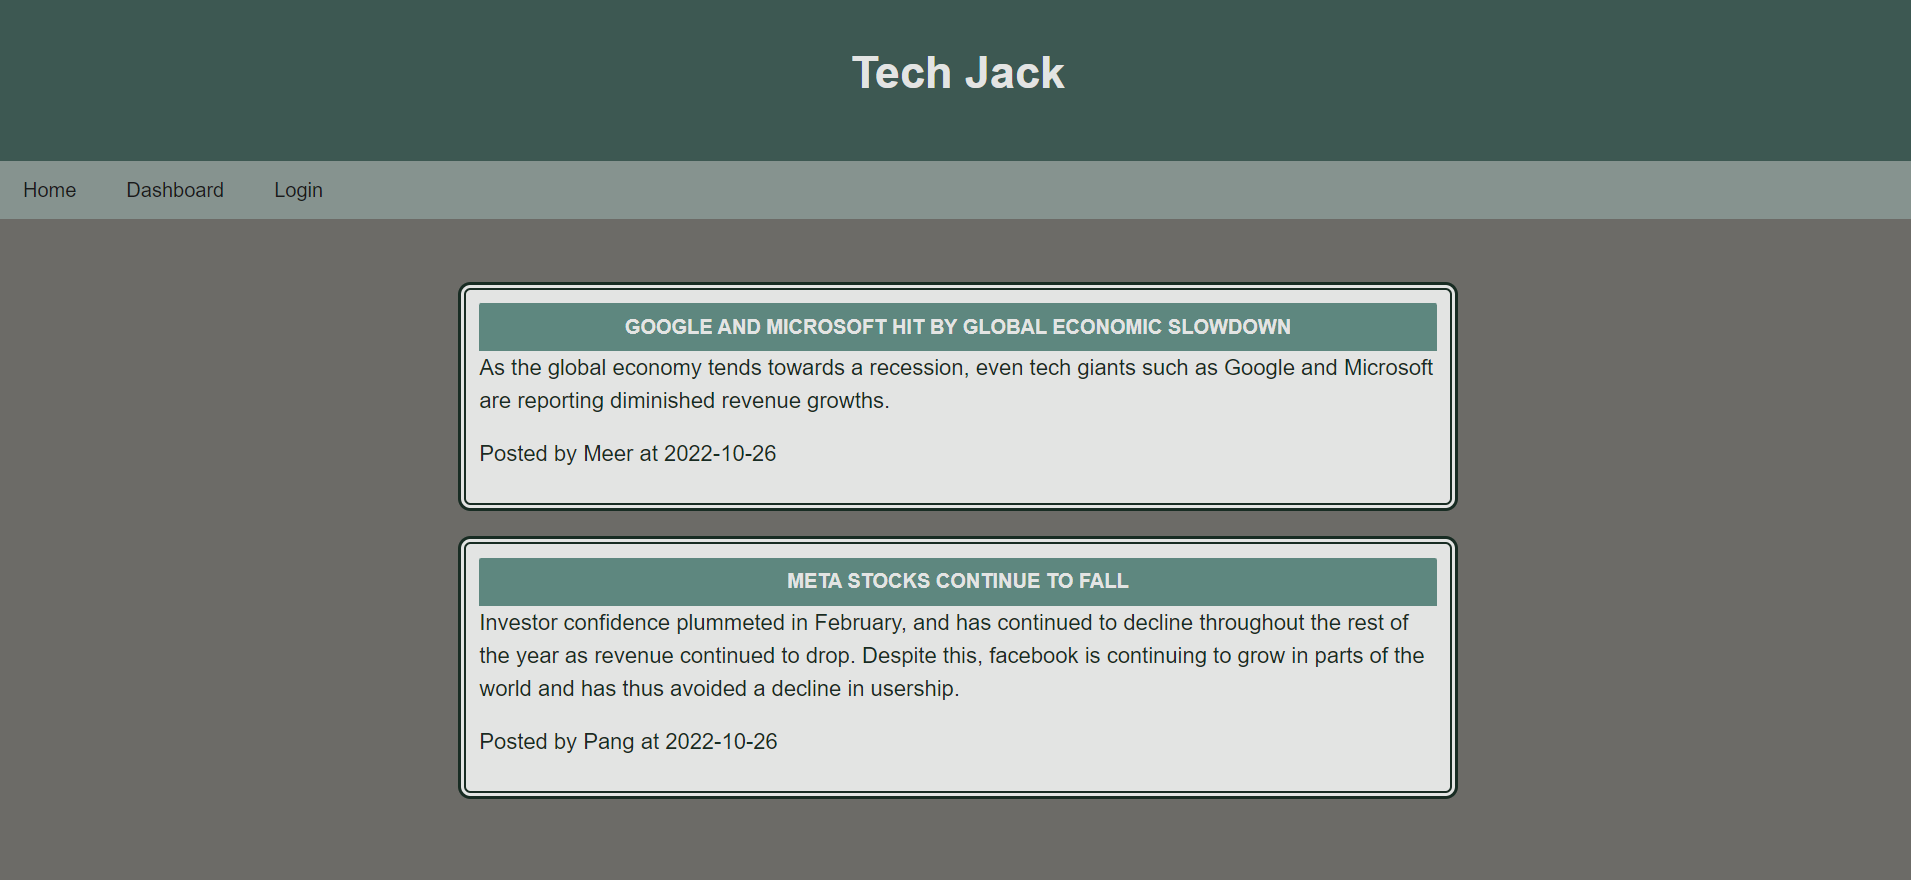 Tech Jack
Home Dashboard Login
GOOGLE AND MICROSOFT HIT BY GLOBAL ECONOMIC SLOWDOWN
As the global economy tends towards a recession, even tech giants such as Google and Microsoft
are reporting diminished revenue growths.
Posted by Meer at 2022-10-26
META STOCKS CONTINUE TO FALL
Investor confidence plummeted in February, and has continued to decline throughout the rest of
the year as revenue continued to drop. Despite this, facebook is continuing to grow in parts of the
world and has thus avoided a decline in usership.
Posted by Pang at 2022-10-26